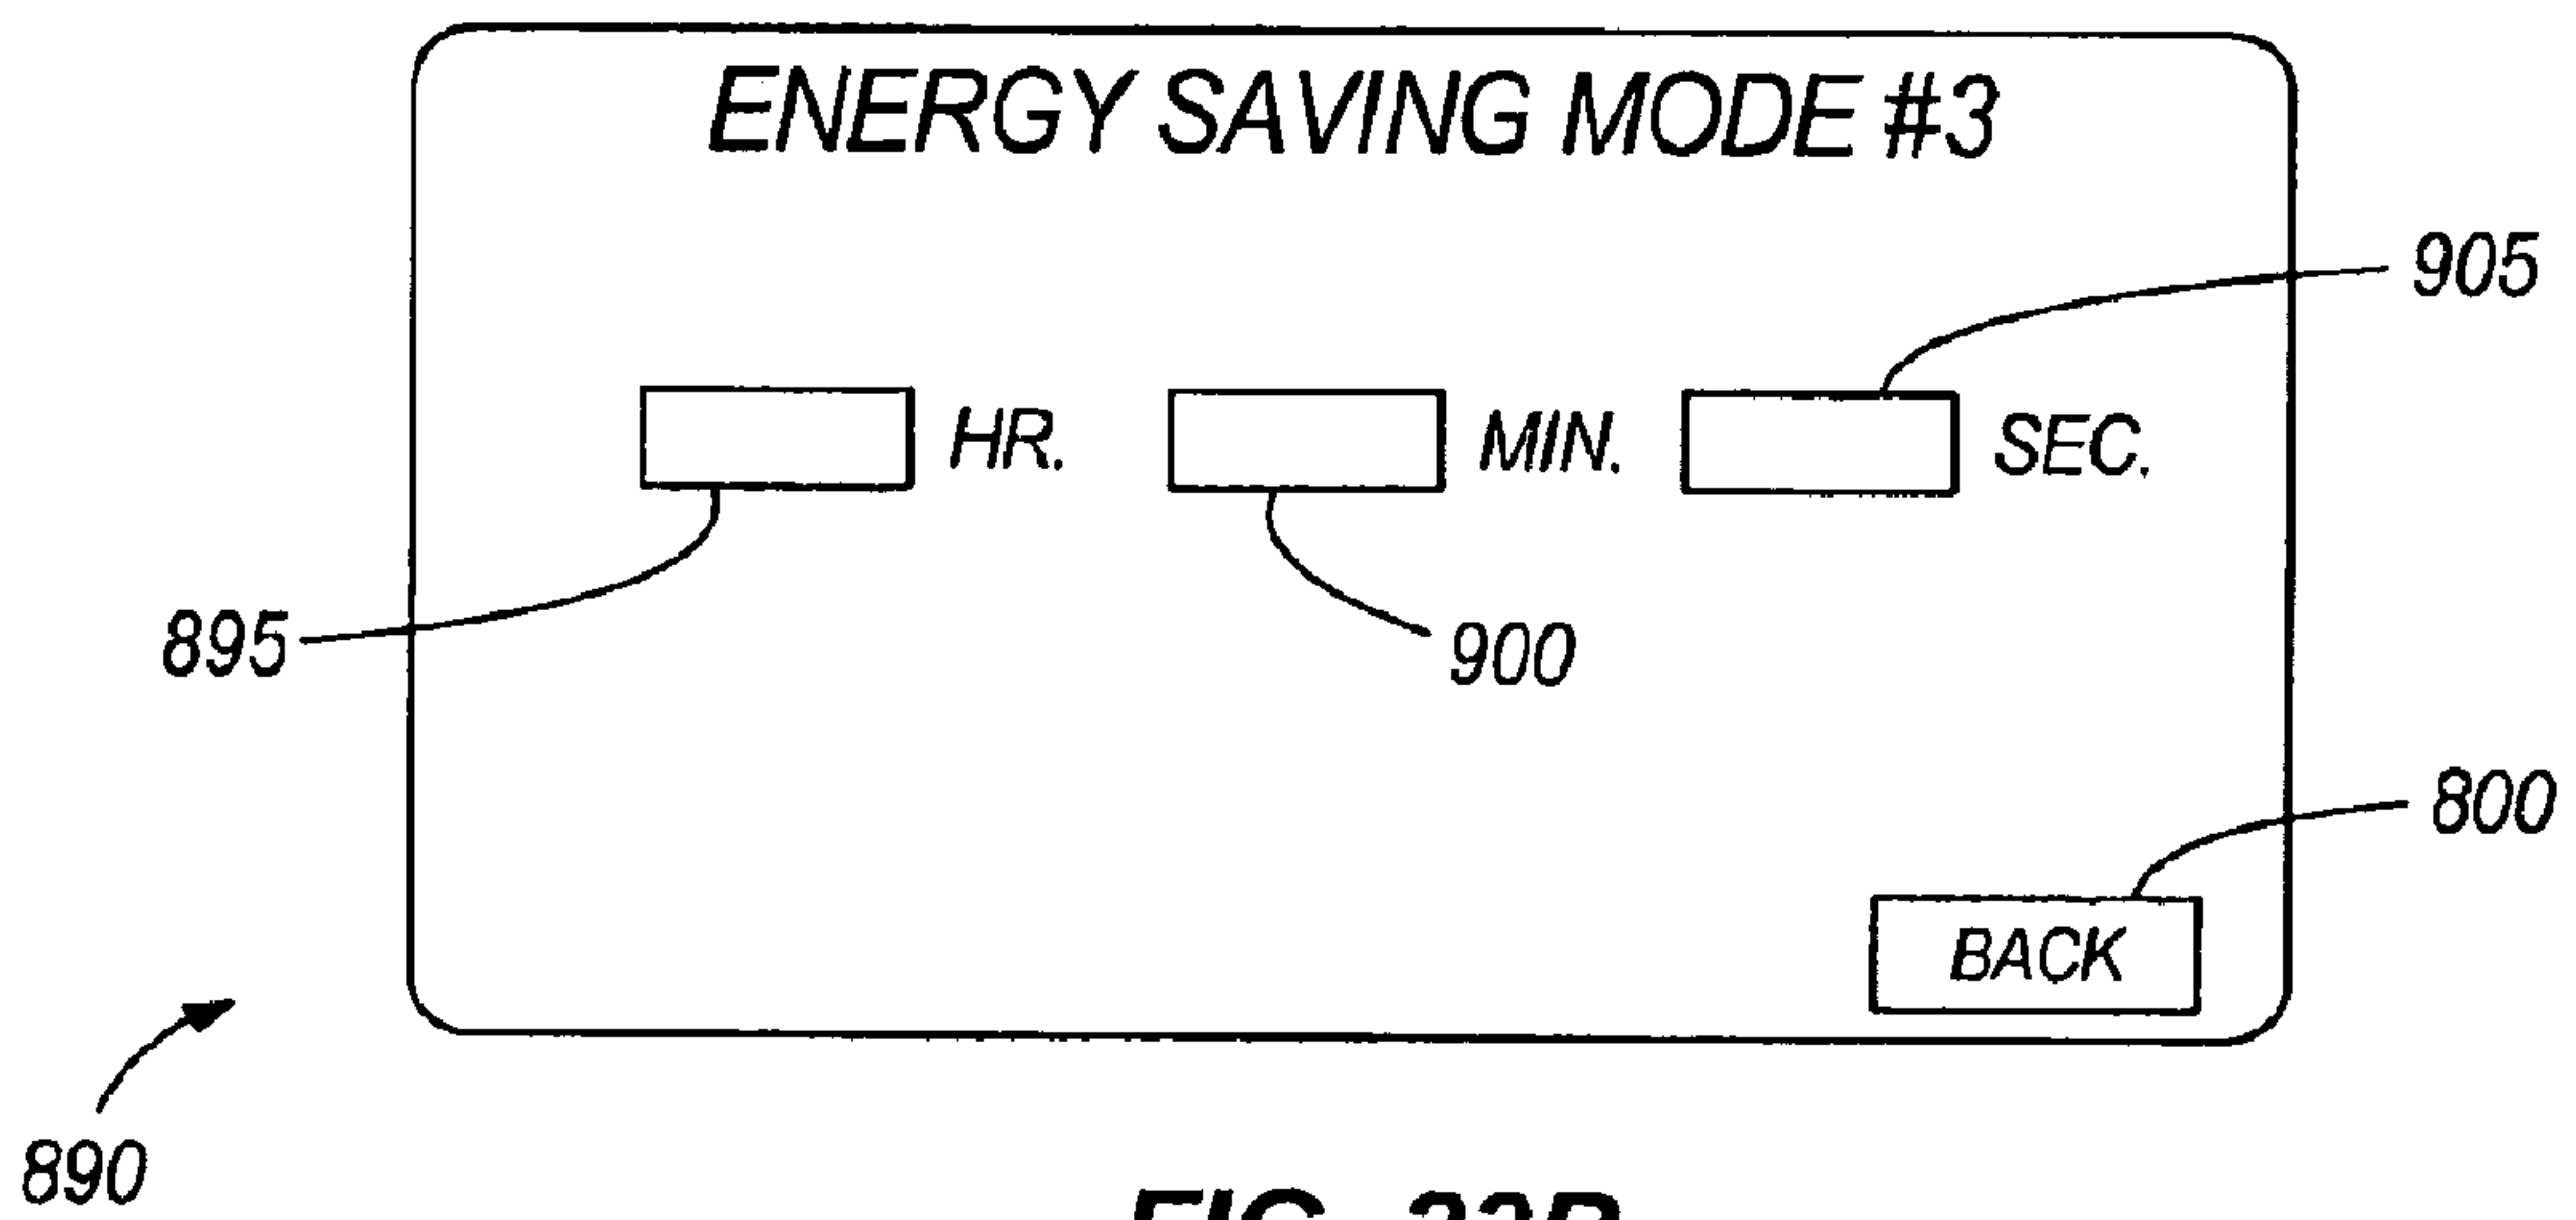 ENERGY SAVING MODE #3
905
HR. MIN. SEC.
895
900
800
BACK
890